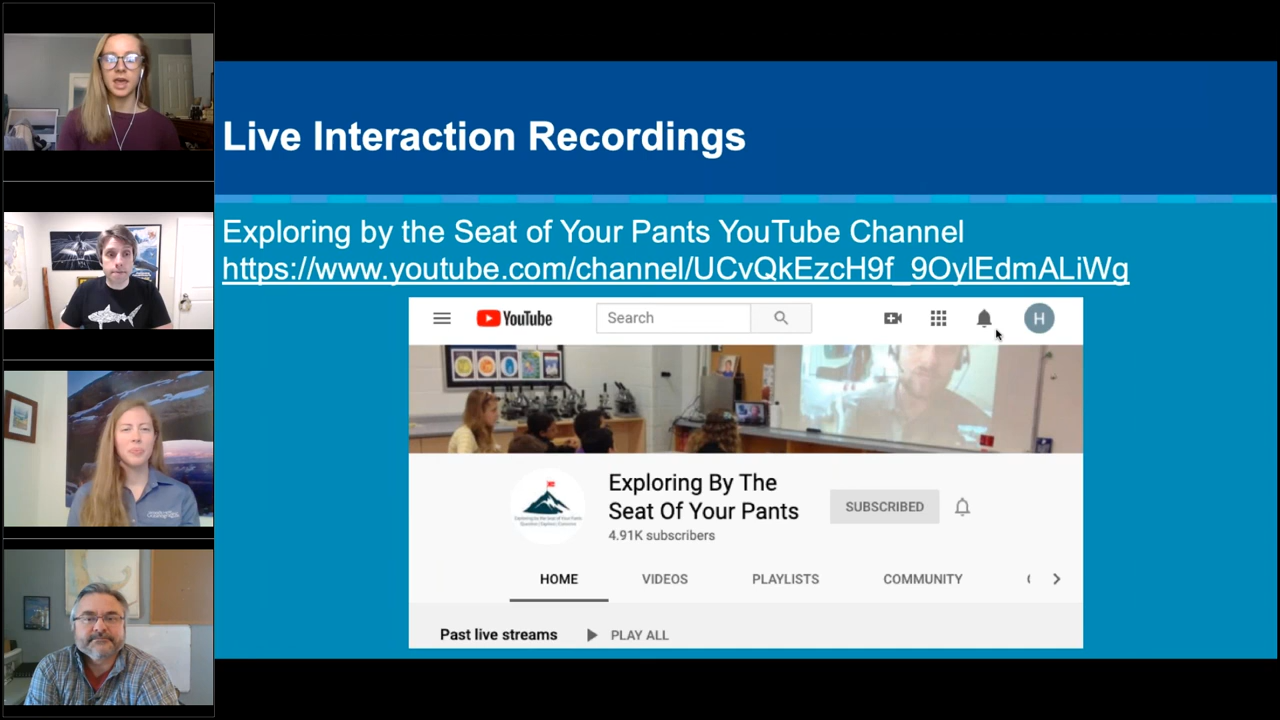 Live Interaction Recordings
Exploring by the Seat of Your Pants YouTube Channel
https://www.youtube.com/channel/UCvQkEzcH9f_9OylEdmALiWg
YouTube
Search
H
Exploring By The
Seat Of Your Pants
4.91K subscribers
SUBSCRIBED
HOME
VIDEOS
PLAYLISTS
COMMUNITY
Past live streams
PLAY ALL